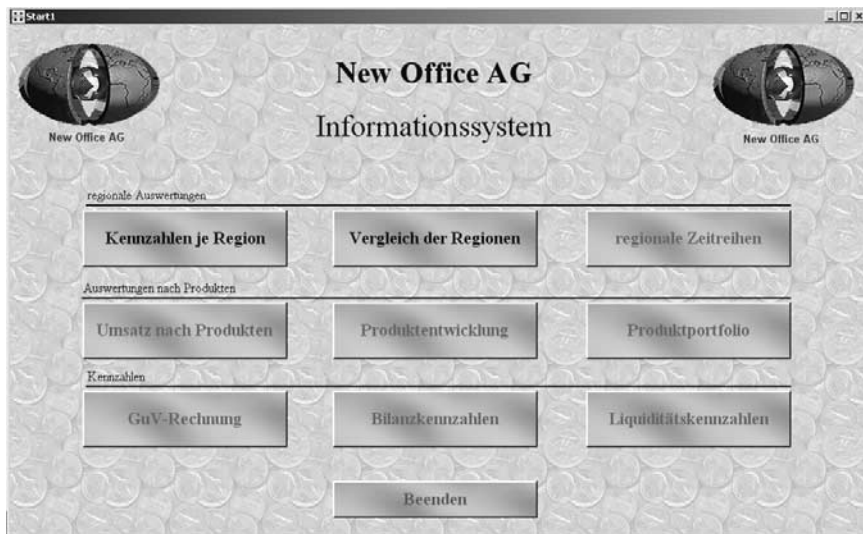 Start1
New Office AG
Informationssystem
New Office AG
New Office AG
regionale Auswertungen
Kennzahlen je Region
Vergleich der Regionen
regionale Zeitreihen
Auswertungen nach Produkten
Umsatz nach Produkten
Produktentwicklung
Produktportfolio
Kennzahlen
GuV-Rechnung
Bilanzkennzahlen
Liquiditätskennzahlen
Beenden